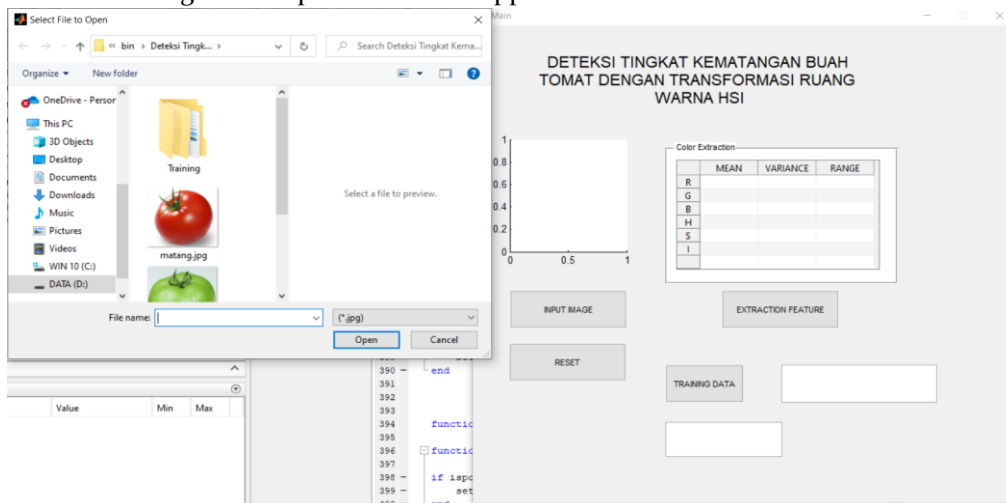 Select File to Open
« bin › Deteksi Tingk... ›
Search Deteksi Tingkat Kema...
Organize
New folder
OneDrive - Person
This PC
3D Objects
Desktop
Documents
Downloads
Music
Pictures
Videos
WIN 10 (C:)
DATA (D:)
Training
matang.jpg
Select a file to preview.
File name:
(*.jpg)
Open
Cancel
Value Min Max
390
end
391
392
393
394 functio
395
396 functio
397
398 if ispo
399 set
Main
DETEKSI TINGKAT KEMATANGAN BUAH
TOMAT DENGAN TRANSFORMASI RUANG
WARNA HSI
1
0.8
0.6
0.4
0.2
0
0 0.5 1
Color Extraction
MEAN VARIANCE RANGE
R
G
B
H
S
I
INPUT IMAGE
EXTRACTION FEATURE
RESET
TRAINING DATA